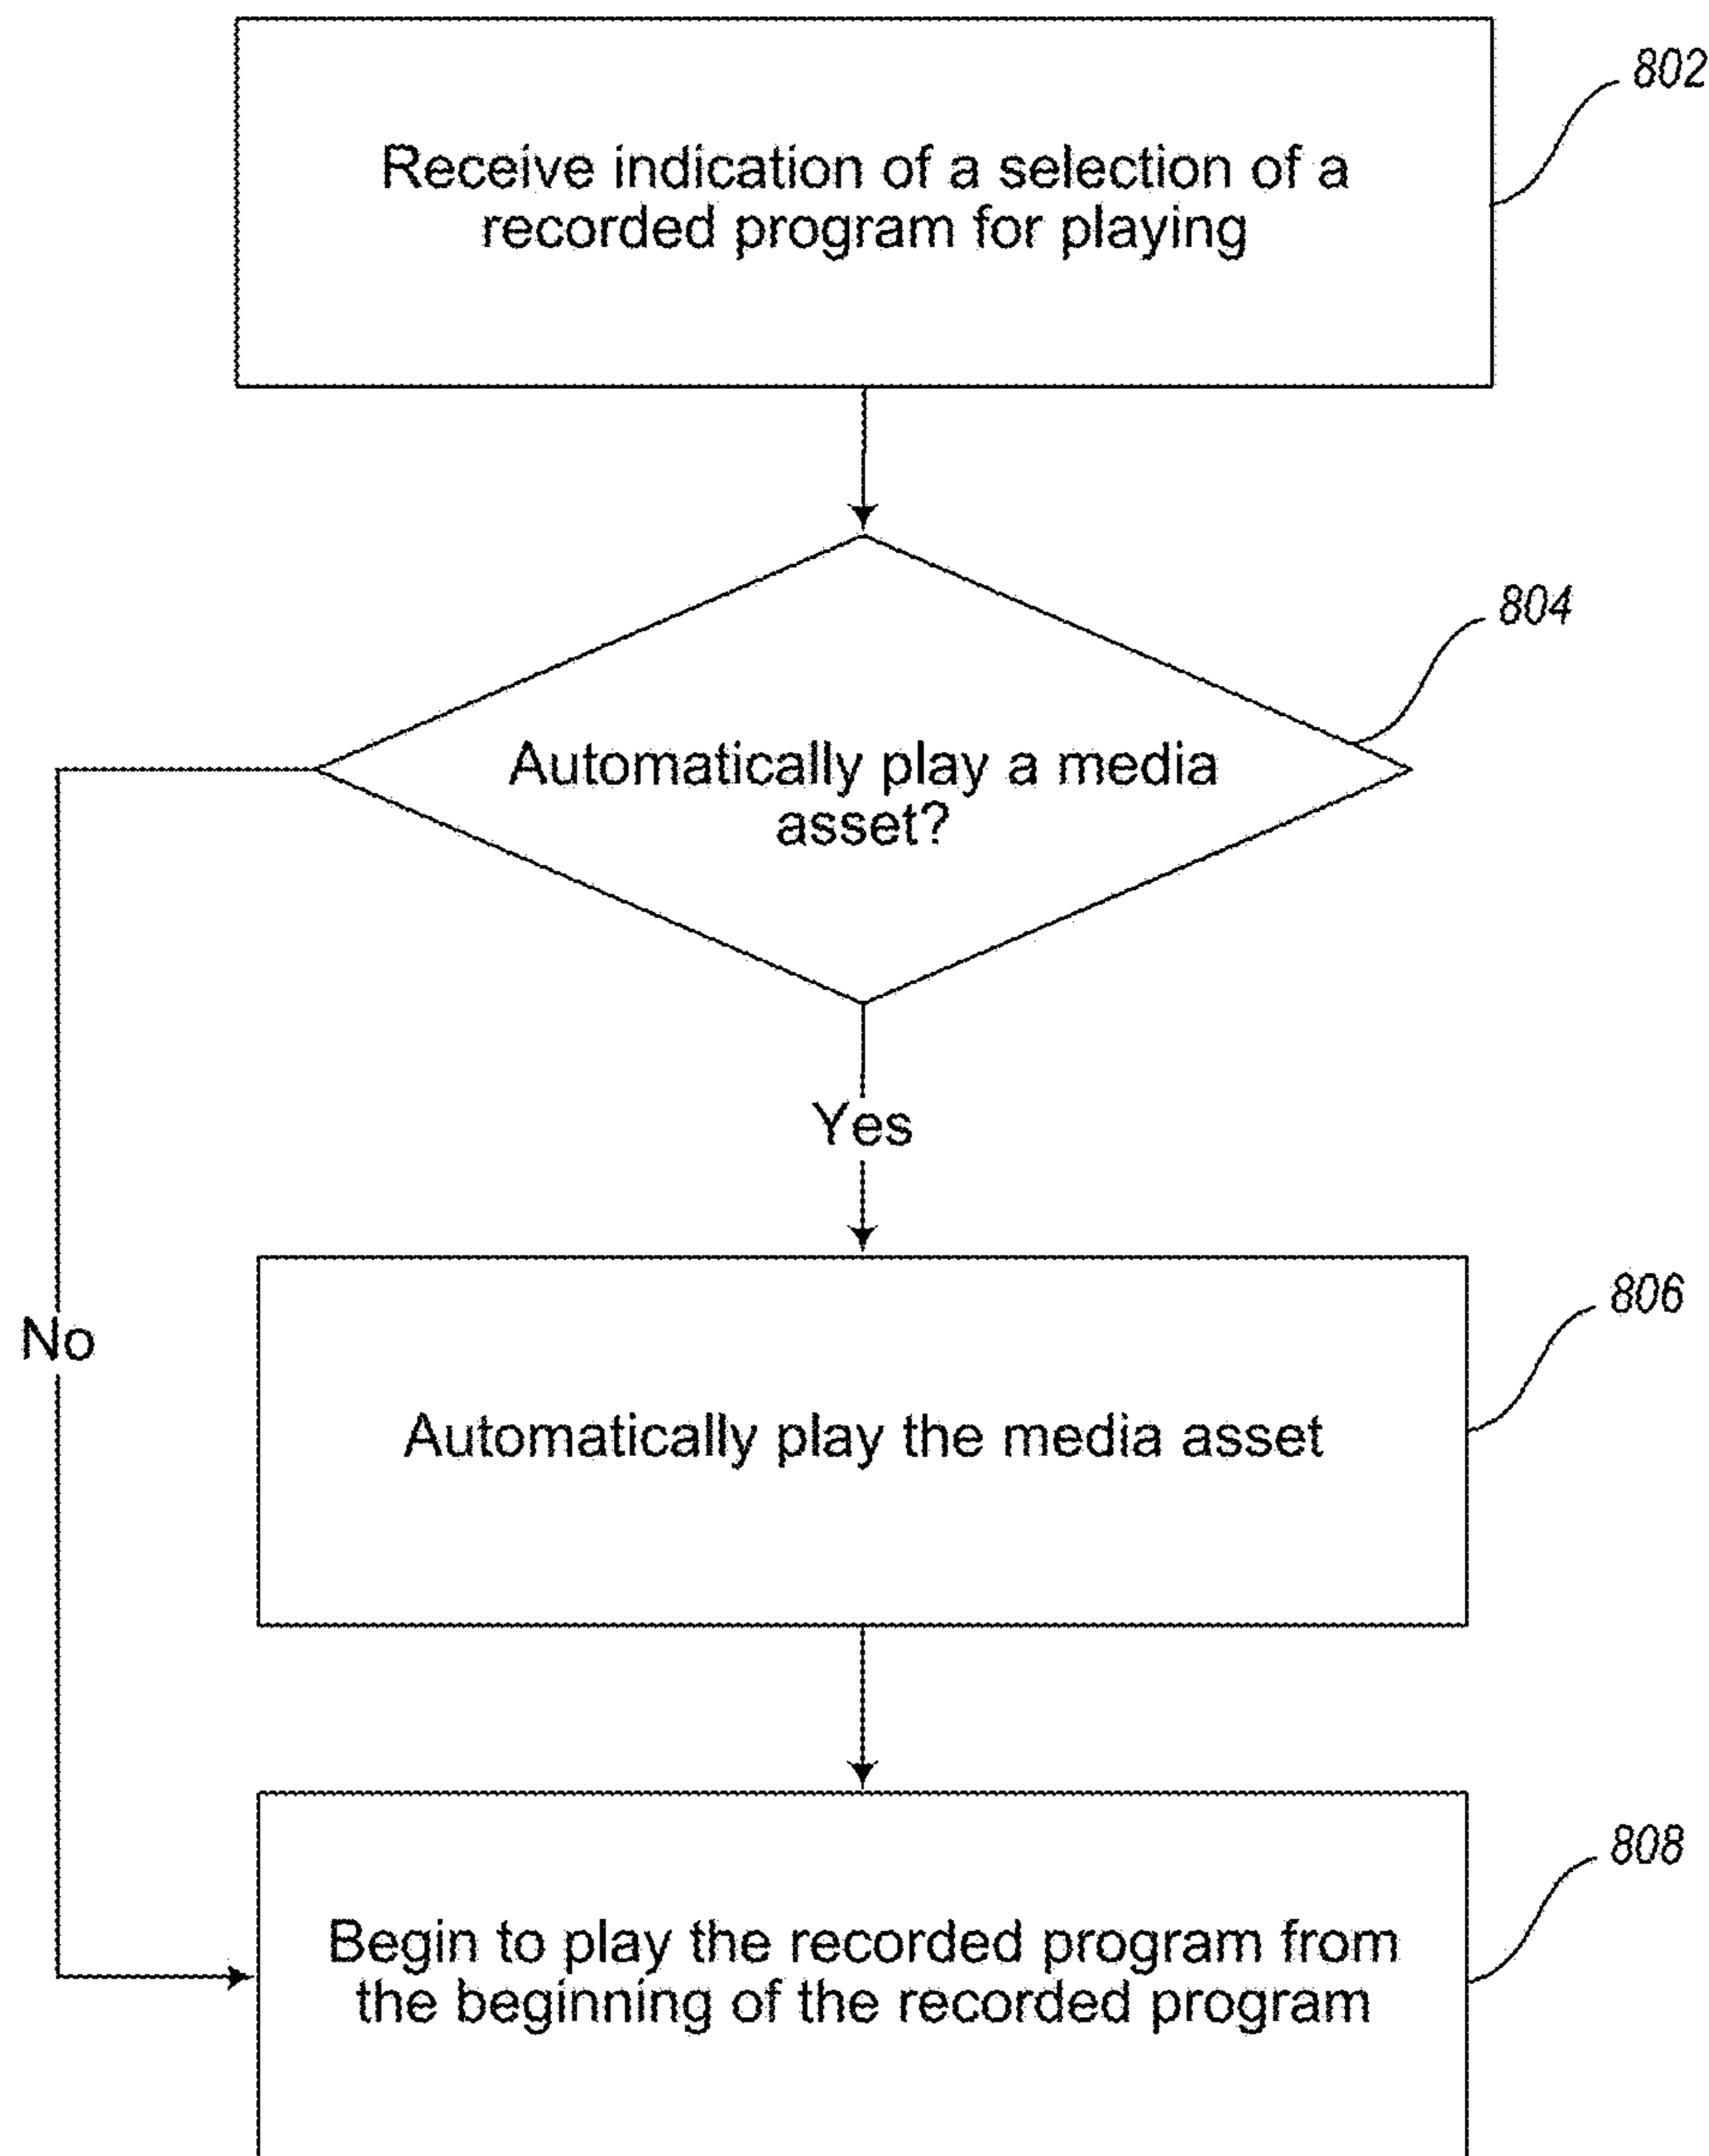 802
Receive indication of a selection of a
recorded program for playing
804
Automatically play a media
asset?
Yes
806
No
Automatically play the media asset
808
Begin to play the recorded program from
the beginning of the recorded program